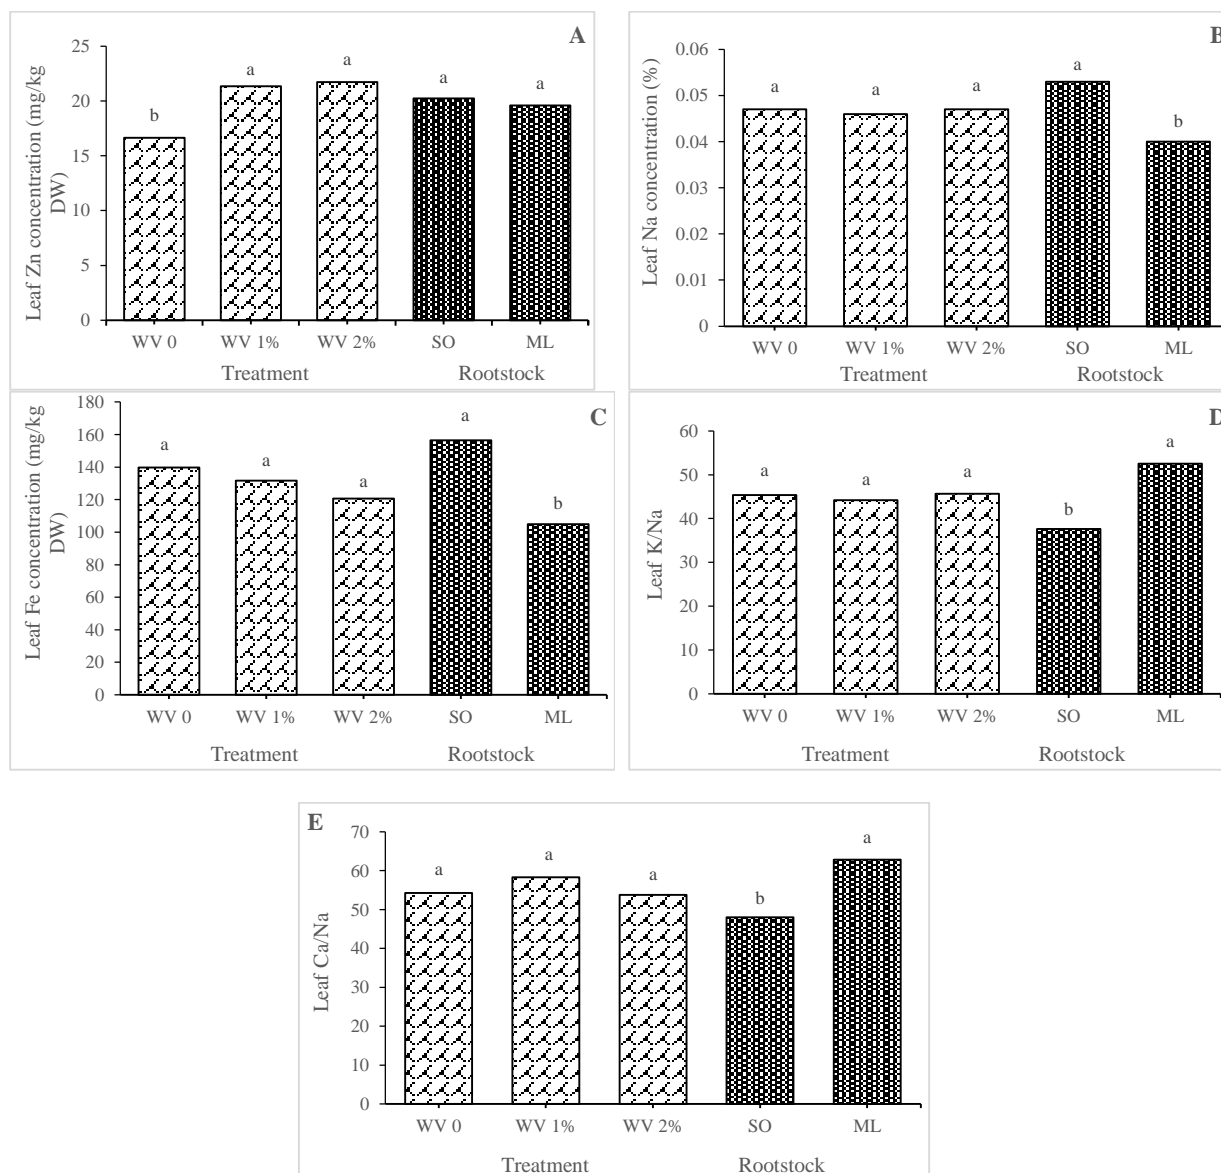 A
Leaf Zn concentration (mg/kg
DW)
25
20
15
10
5
0
b
a
a
a
a
WV 0 WV 1% WV 2% SO ML
Treatment Rootstock
B
Leaf Na concentration (%)
0.06
0.05
0.04
0.03
0.02
0.01
0
a
a
a
a
b
WV 0 WV 1% WV 2% SO ML
Treatment Rootstock
C
Leaf Fe concentration (mg/kg
DW)
180
160
140
120
100
80
60
40
20
0
a
a
a
a
b
WV 0 WV 1% WV 2% SO ML
Treatment Rootstock
D
Leaf K/Na
60
50
40
30
20
10
0
a
a
a
b
a
WV 0 WV 1% WV 2% SO ML
Treatment Rootstock
E
Leaf Ca/Na
70
60
50
40
30
20
10
0
a
a
a
b
a
WV 0 WV 1% WV 2% SO ML
Treatment Rootstock